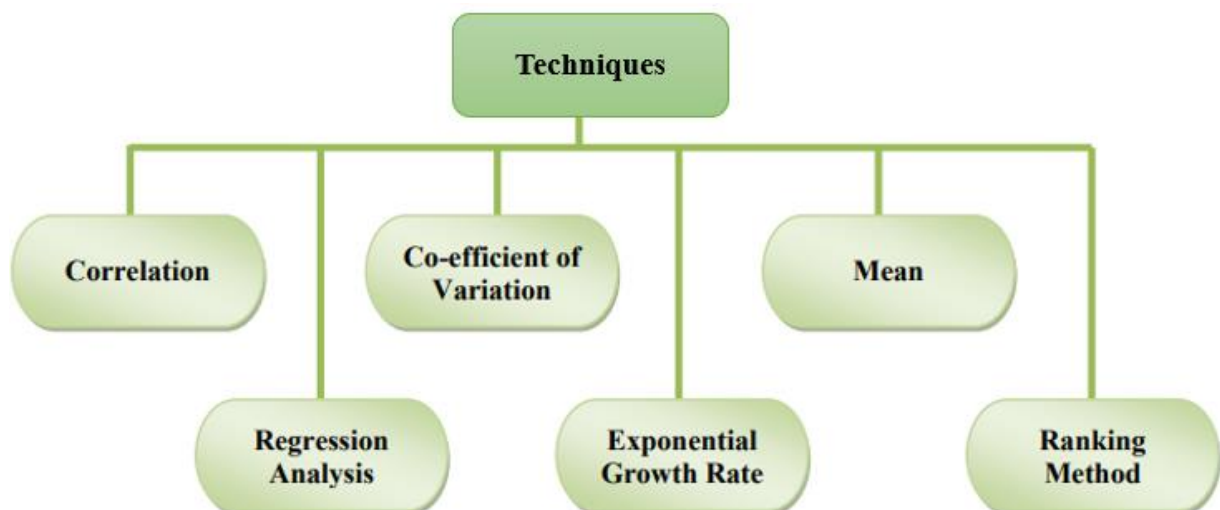 Techniques
Correlation
Co-efficient of
Variation
Mean
Regression
Analysis
Exponential
Growth Rate
Ranking
Method